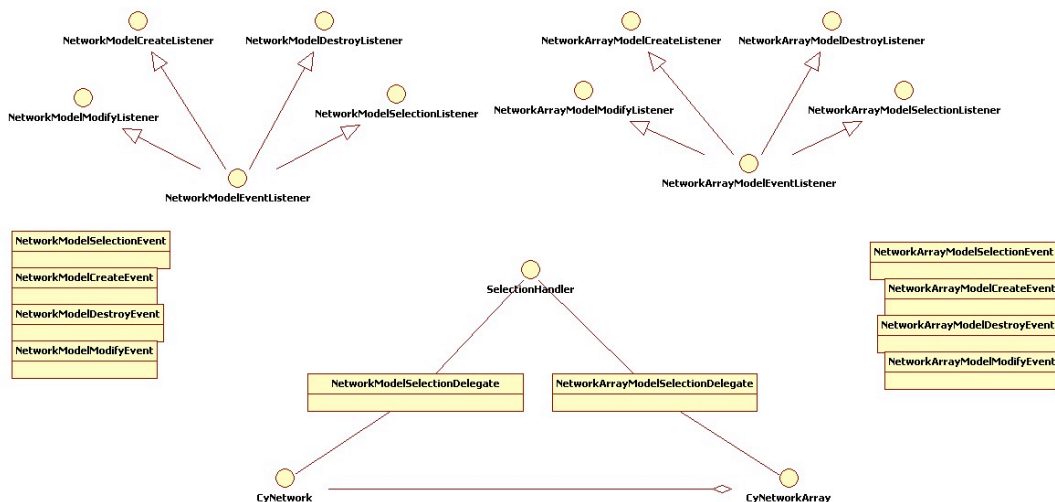 NetworkModelCreateListener
NetworkModelDestroyListener
NetworkArrayModelCreateListener
NetworkArrayModelDestroyListener
NetworkModelModifyListener
NetworkModelSelectionListener
NetworkArrayModelModifyListener
NetworkArrayModelSelectionListener
NetworkModelEventListener
NetworkArrayModelEventListener
NetworkModelSelectionEvent
NetworkModelCreateEvent
NetworkModelDestroyEvent
NetworkModelModifyEvent
NetworkArrayModelSelectionEvent
NetworkArrayModelCreateEvent
NetworkArrayModelDestroyEvent
NetworkArrayModelModifyEvent
SelectionHandler
NetworkModelSelectionDelegate
NetworkArrayModelSelectionDelegate
CyNetwork
CyNetworkArray